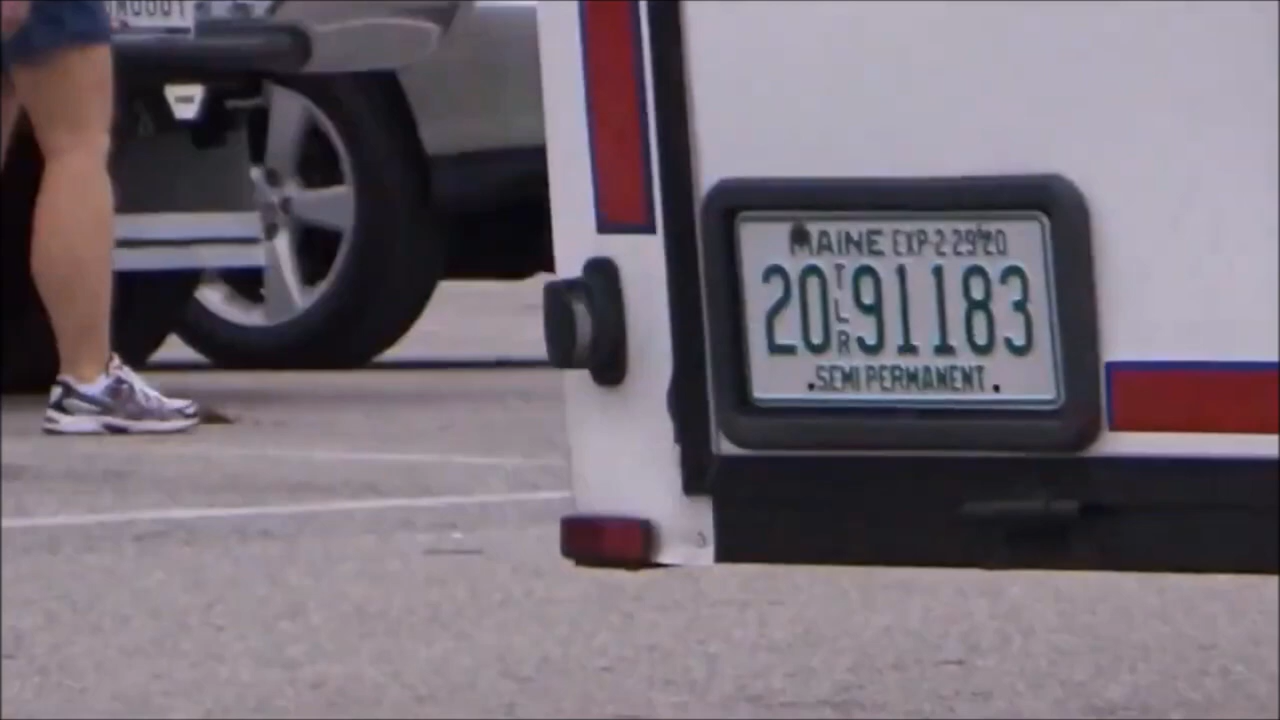 MAINE EXP-2-29-20
20 TLR 91183
.SEMI PERMANENT.